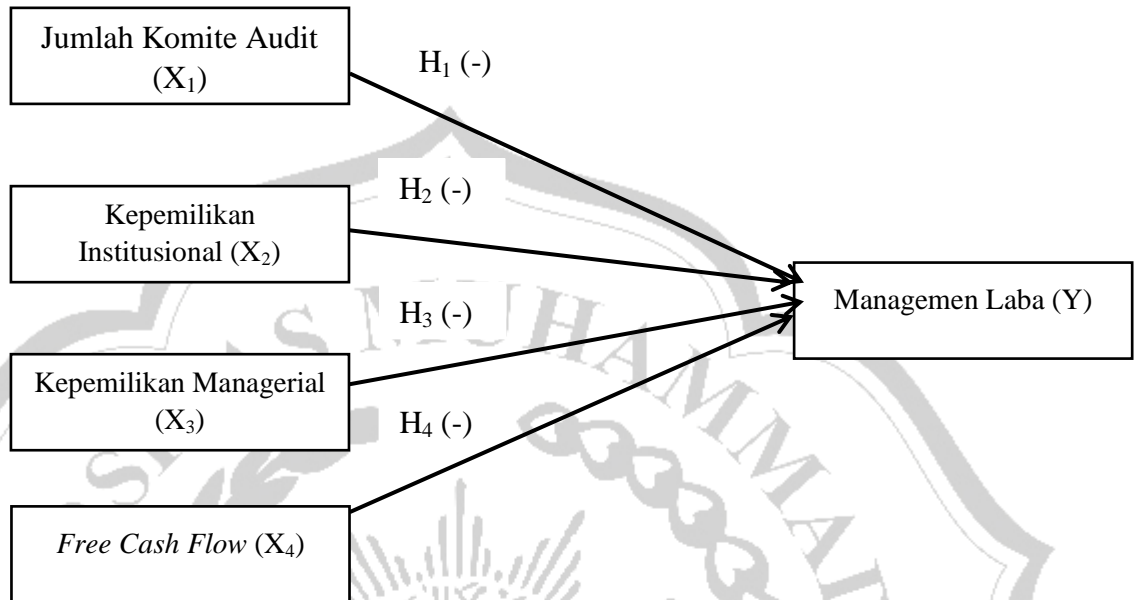 Jumlah Komite Audit
(X₁)
H₁ (-)
Kepemilikan
Institusional (X₂)
H₂ (-)
Managemen Laba (Y)
H₃ (-)
Kepemilikan Managerial
(X₃)
H₄ (-)
Free Cash Flow (X₄)
S MUHAMMAD